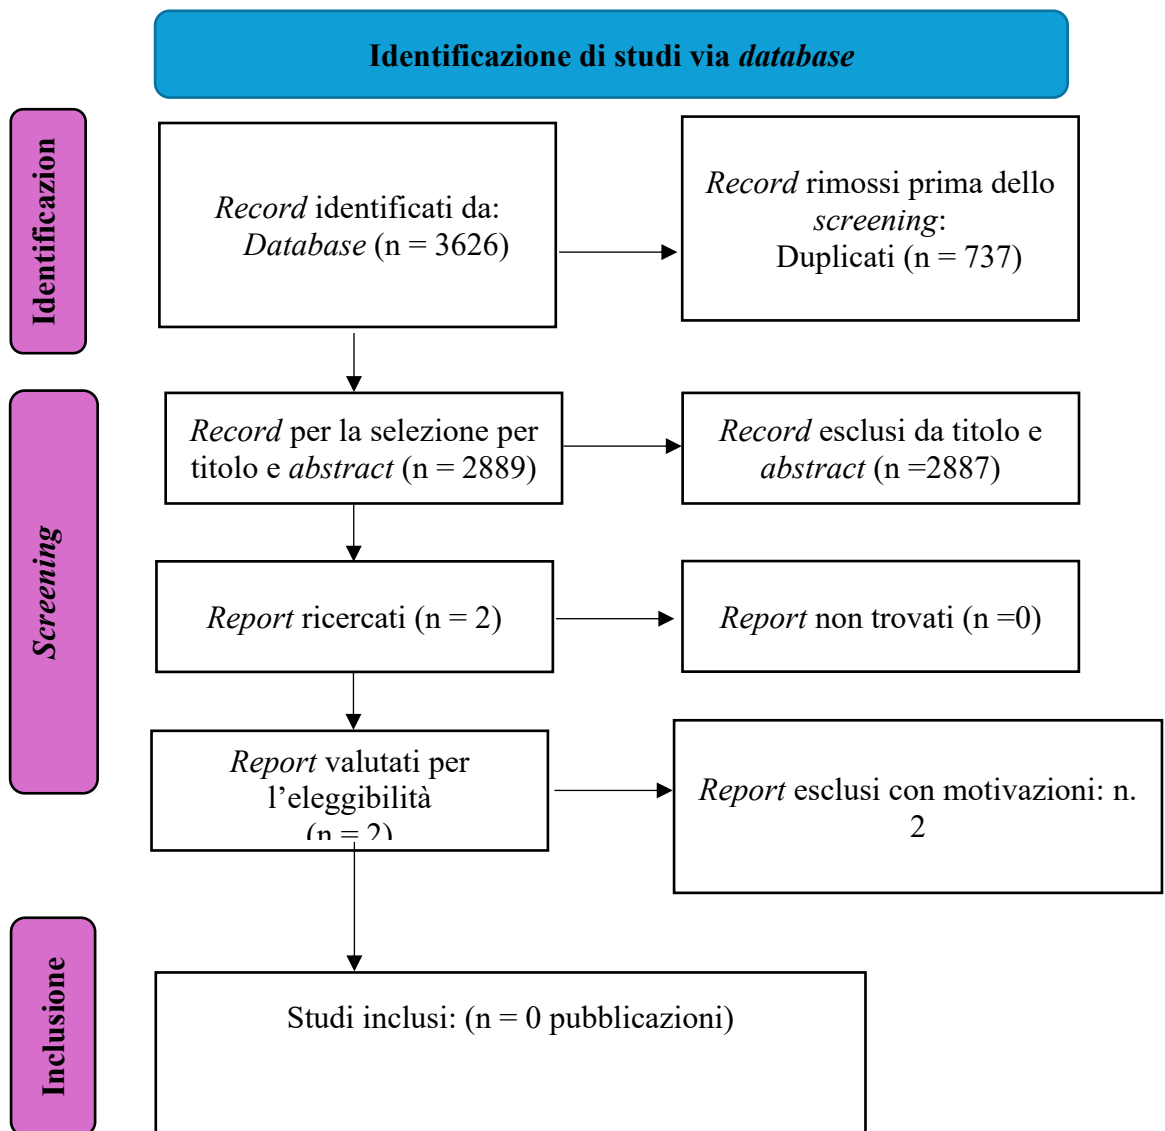 Identificazione di studi via database
Identificazion
Record identificati da:
Database (n = 3626)
Record rimossi prima dello
screening:
Duplicati (n = 737)
Screening
Record per la selezione per
titolo e abstract (n = 2889)
Record esclusi da titolo e
abstract (n =2887)
Report ricercati (n = 2)
Report non trovati (n =0)
Report valutati per
l’eleggibilità
(n = 2)
Report esclusi con motivazioni: n.
2
Inclusione
Studi inclusi: (n = 0 pubblicazioni)